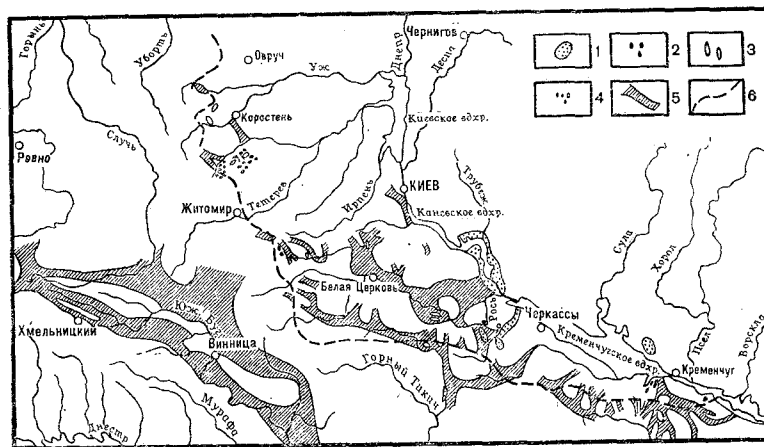 Горынь
Уборть
Овруч
Уж
Днепр
Чернигов
Десна
1
2
3
4
5
6
Коростень
Киевское вдхр.
Случь
Ровно
Тетерев
Ирпень
КИЕВ
Трубеж
Каневское вдхр.
Житомир
Сула
Хорол
Белая Церковь
Рось
Черкассы
Псел
Ворскла
Хмельницкий
Юж. Буг
Винница
Кременчугское вдхр.
Кременчуг
Горный Тикич
Мурафа
Днестр